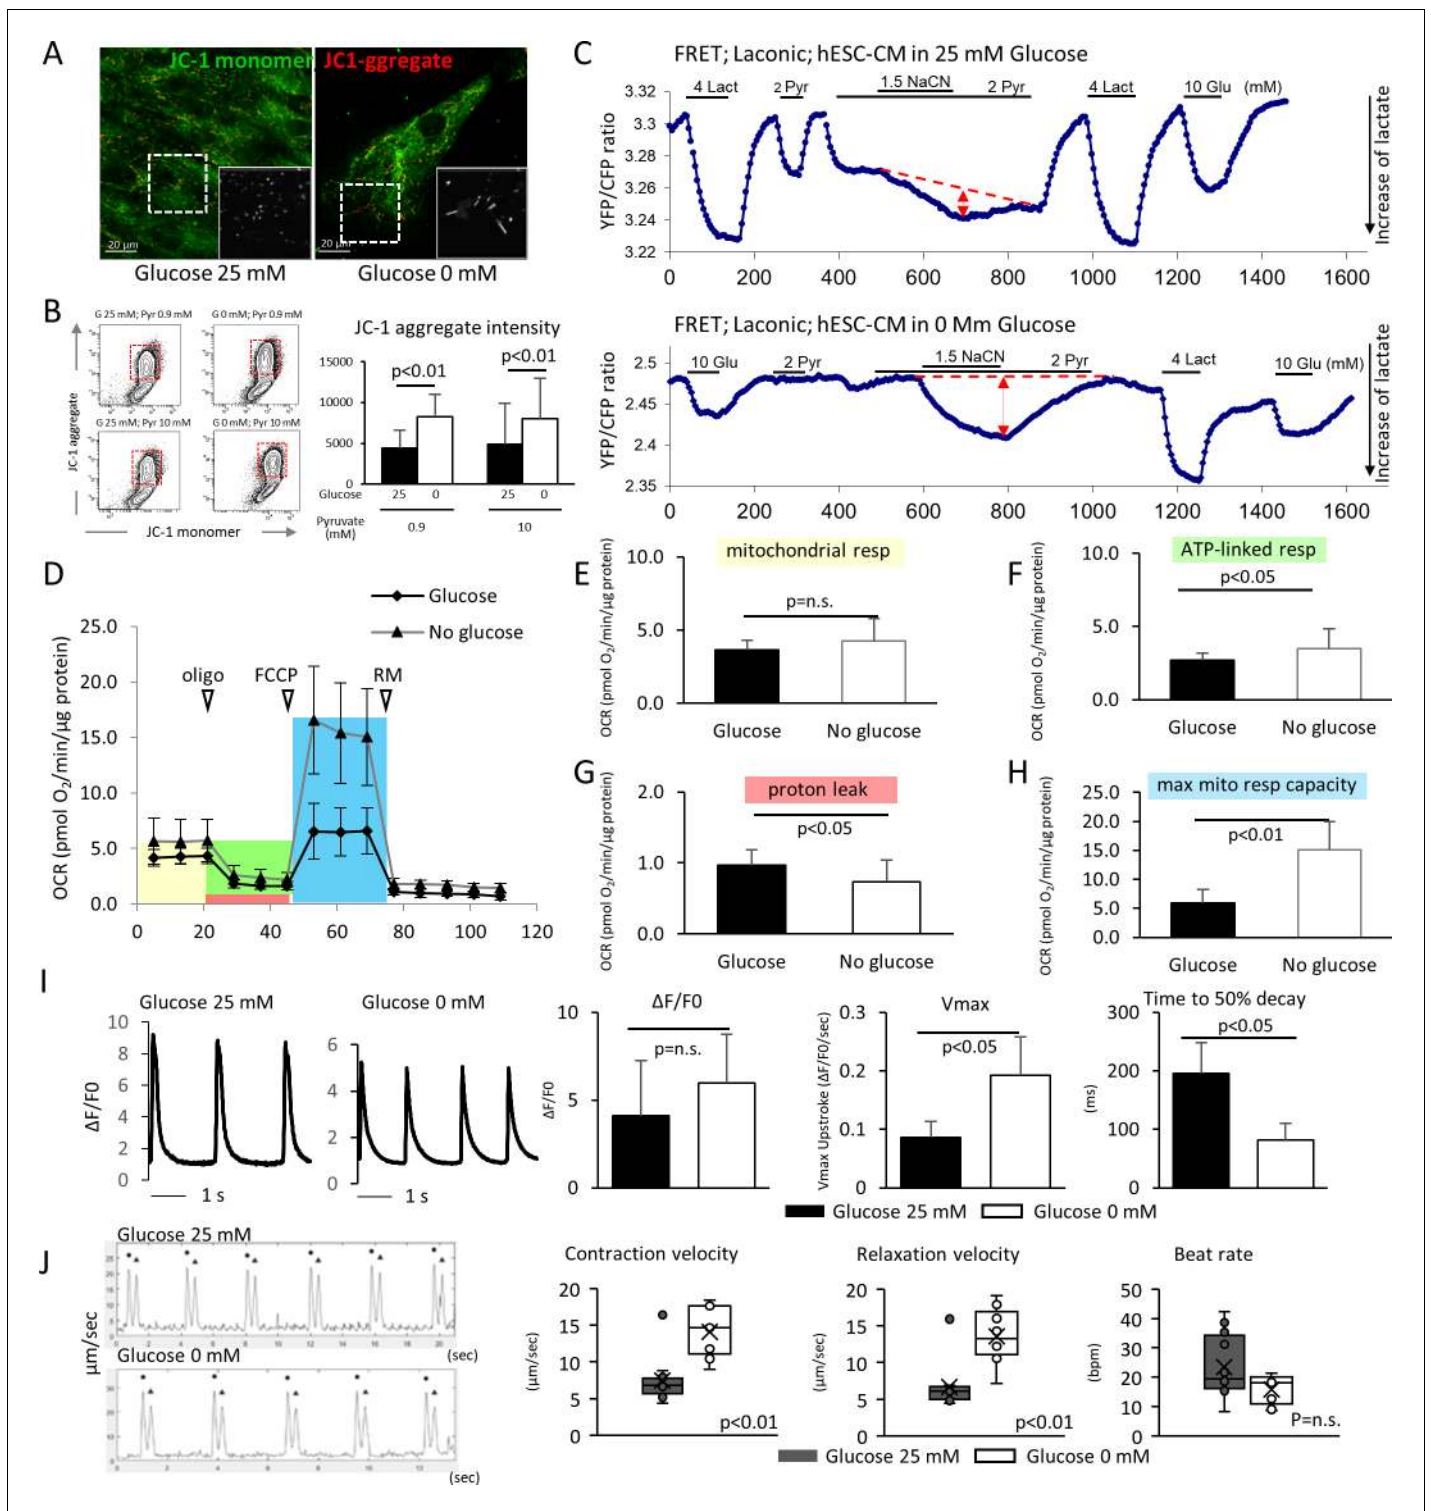 A
JC-1 monomer JC1-ggregate
20 µm
20 µm
Glucose 25 mM
Glucose 0 mM
B
G 25 mM; Pyr 0.9 mM
G 0 mM; Pyr 0.9 mM
G 25 mM; Pyr 10 mM
G 0 mM; Pyr 10 mM
JC-1 aggregate
JC-1 monomer
JC-1 aggregate intensity
15000
10000
5000
0
p<0.01
p<0.01
Glucose 25 0 25 0
Pyruvate (mM) 0.9 10
C
FRET; Laconic; hESC-CM in 25 mM Glucose
4 Lact 2 Pyr 1.5 NaCN 2 Pyr 4 Lact 10 Glu (mM)
YFP/CFP ratio
3.32
3.3
3.28
3.26
3.24
3.22
0 200 400 600 800 1000 1200 1400 1600
Increase of lactate
FRET; Laconic; hESC-CM in 0 Mm Glucose
10 Glu 2 Pyr 1.5 NaCN 2 Pyr 4 Lact 10 Glu (mM)
YFP/CFP ratio
2.5
2.45
2.4
2.35
0 200 400 600 800 1000 1200 1400 1600
Increase of lactate
D
Glucose
No glucose
OCR (pmol O2/min/µg protein)
25.0
20.0
15.0
10.0
5.0
0.0
oligo FCCP RM
0 20 40 60 80 100 120
E
mitochondrial resp
OCR (pmol O2/min/µg protein)
10.0
5.0
0.0
p=n.s.
Glucose No glucose
F
ATP-linked resp
OCR (pmol O2/min/µg protein)
10.0
5.0
0.0
p<0.05
Glucose No glucose
G
proton leak
OCR (pmol O2/min/µg protein)
2.0
1.0
0.0
p<0.05
Glucose No glucose
H
max mito resp capacity
OCR (pmol O2/min/µg protein)
25.0
20.0
15.0
10.0
5.0
0.0
p<0.01
Glucose No glucose
I
Glucose 25 mM
ΔF/F0
10
8
6
4
2
0
1 s
Glucose 0 mM
6
4
2
0
1 s
ΔF/F0
ΔF/F0
10
5
0
p=n.s.
Vmax
Vmax Upstroke (ΔF/F0/sec)
0.3
0.2
0.1
0
p<0.05
Time to 50% decay
(ms)
300
200
100
0
p<0.05
Glucose 25 mM Glucose 0 mM
J
Glucose 25 mM
µm/sec
(sec)
Glucose 0 mM
(sec)
Contraction velocity
(µm/sec)
20
15
10
5
0
p<0.01
Relaxation velocity
(µm/sec)
20
15
10
5
0
p<0.01
Beat rate
(bpm)
50
40
30
20
10
0
P=n.s.
Glucose 25 mM Glucose 0 mM